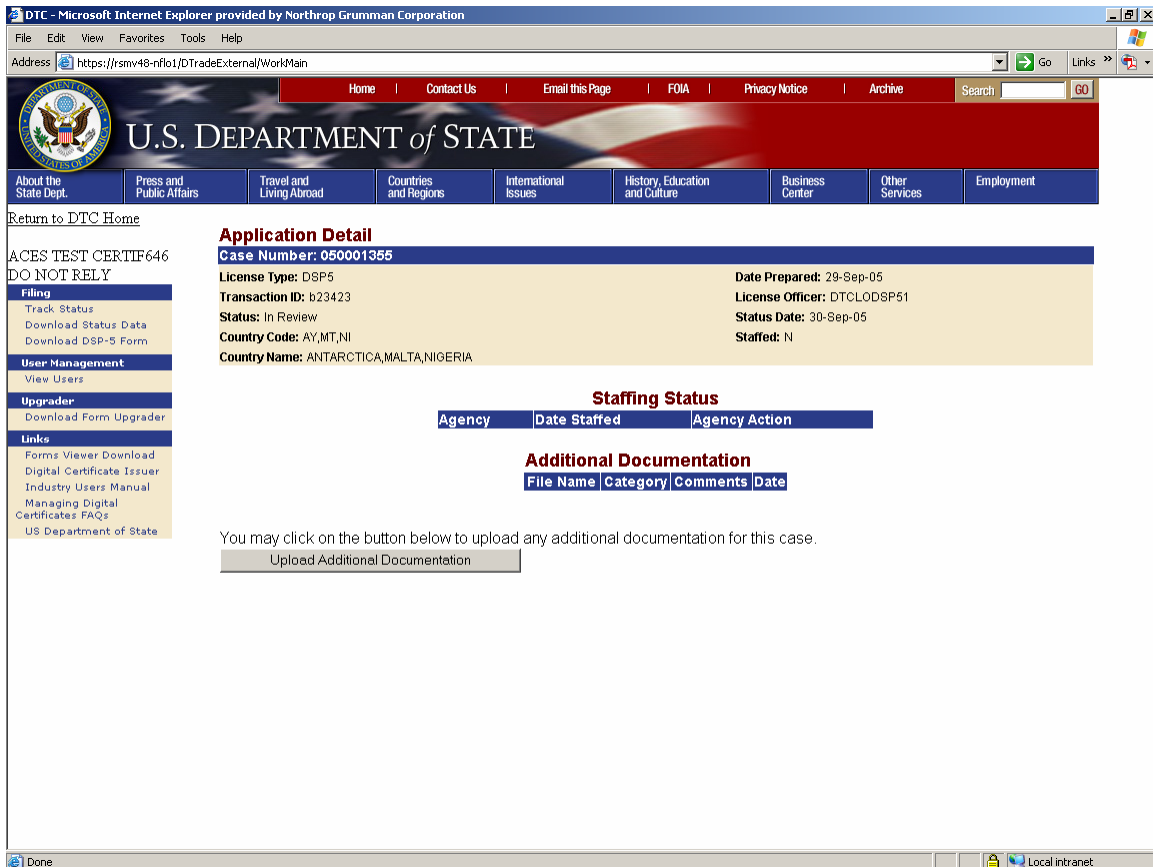 DTC - Microsoft Internet Explorer provided by Northrop Grumman Corporation
File Edit View Favorites Tools Help
Address https://rsmv48-nflo1/DTradeExternal/WorkMain Go Links »
Home | Contact Us | Email this Page | FOIA | Privacy Notice | Archive Search GO
U.S. DEPARTMENT of STATE
About the State Dept. Press and Public Affairs Travel and Living Abroad Countries and Regions International Issues History, Education and Culture Business Center Other Services Employment
Return to DTC Home
ACES TEST CERTIF646
DO NOT RELY
Filing
Track Status
Download Status Data
Download DSP-5 Form
User Management
View Users
Upgrader
Download Form Upgrader
Links
Forms Viewer Download
Digital Certificate Issuer
Industry Users Manual
Managing Digital
Certificates FAQs
US Department of State
Application Detail
Case Number: 050001355
License Type: DSP5 Date Prepared: 29-Sep-05
Transaction ID: b23423 License Officer: DTCLODSP51
Status: In Review Status Date: 30-Sep-05
Country Code: AY,MT,NI Staffed: N
Country Name: ANTARCTICA,MALTA,NIGERIA
Staffing Status
Agency Date Staffed Agency Action
Additional Documentation
File Name Category Comments Date
You may click on the button below to upload any additional documentation for this case.
Upload Additional Documentation
Done Local intranet